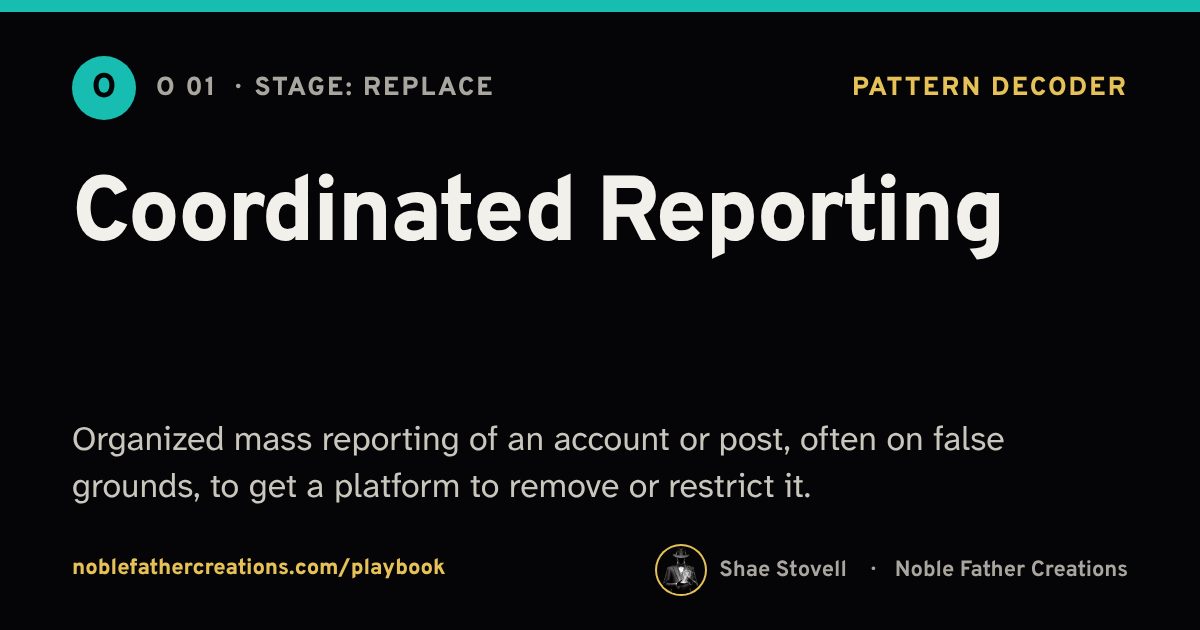 O
O 01 · STAGE: REPLACE
PATTERN DECODER
Coordinated Reporting
Organized mass reporting of an account or post, often on false
grounds, to get a platform to remove or restrict it.
noblefathercreations.com/playbook
Shae Stovell · Noble Father Creations